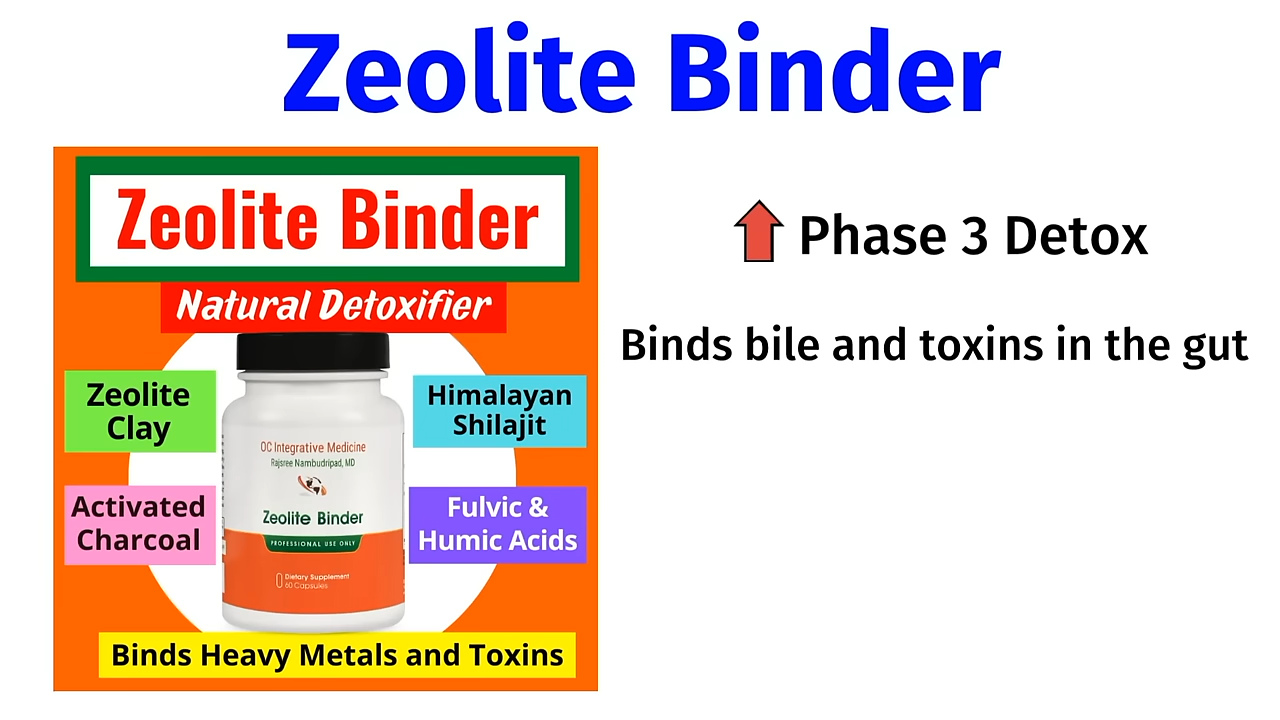 Zeolite Binder
Zeolite Binder
Natural Detoxifier
Zeolite
Clay
Himalayan
Shilajit
OC Integrative Medicine
Rajsree Nambudripad, MD
Zeolite Binder
PROFESSIONAL USE ONLY
Dietary Supplement
60 Capsules
Activated
Charcoal
Fulvic &
Humic Acids
Binds Heavy Metals and Toxins
Phase 3 Detox
Binds bile and toxins in the gut